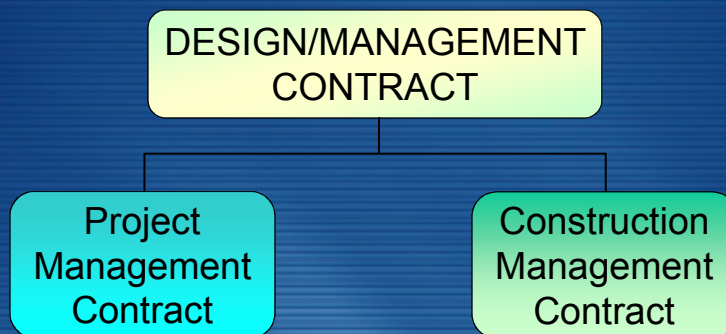 DESIGN/MANAGEMENT
CONTRACT
Project
Management
Contract
Construction
Management
Contract